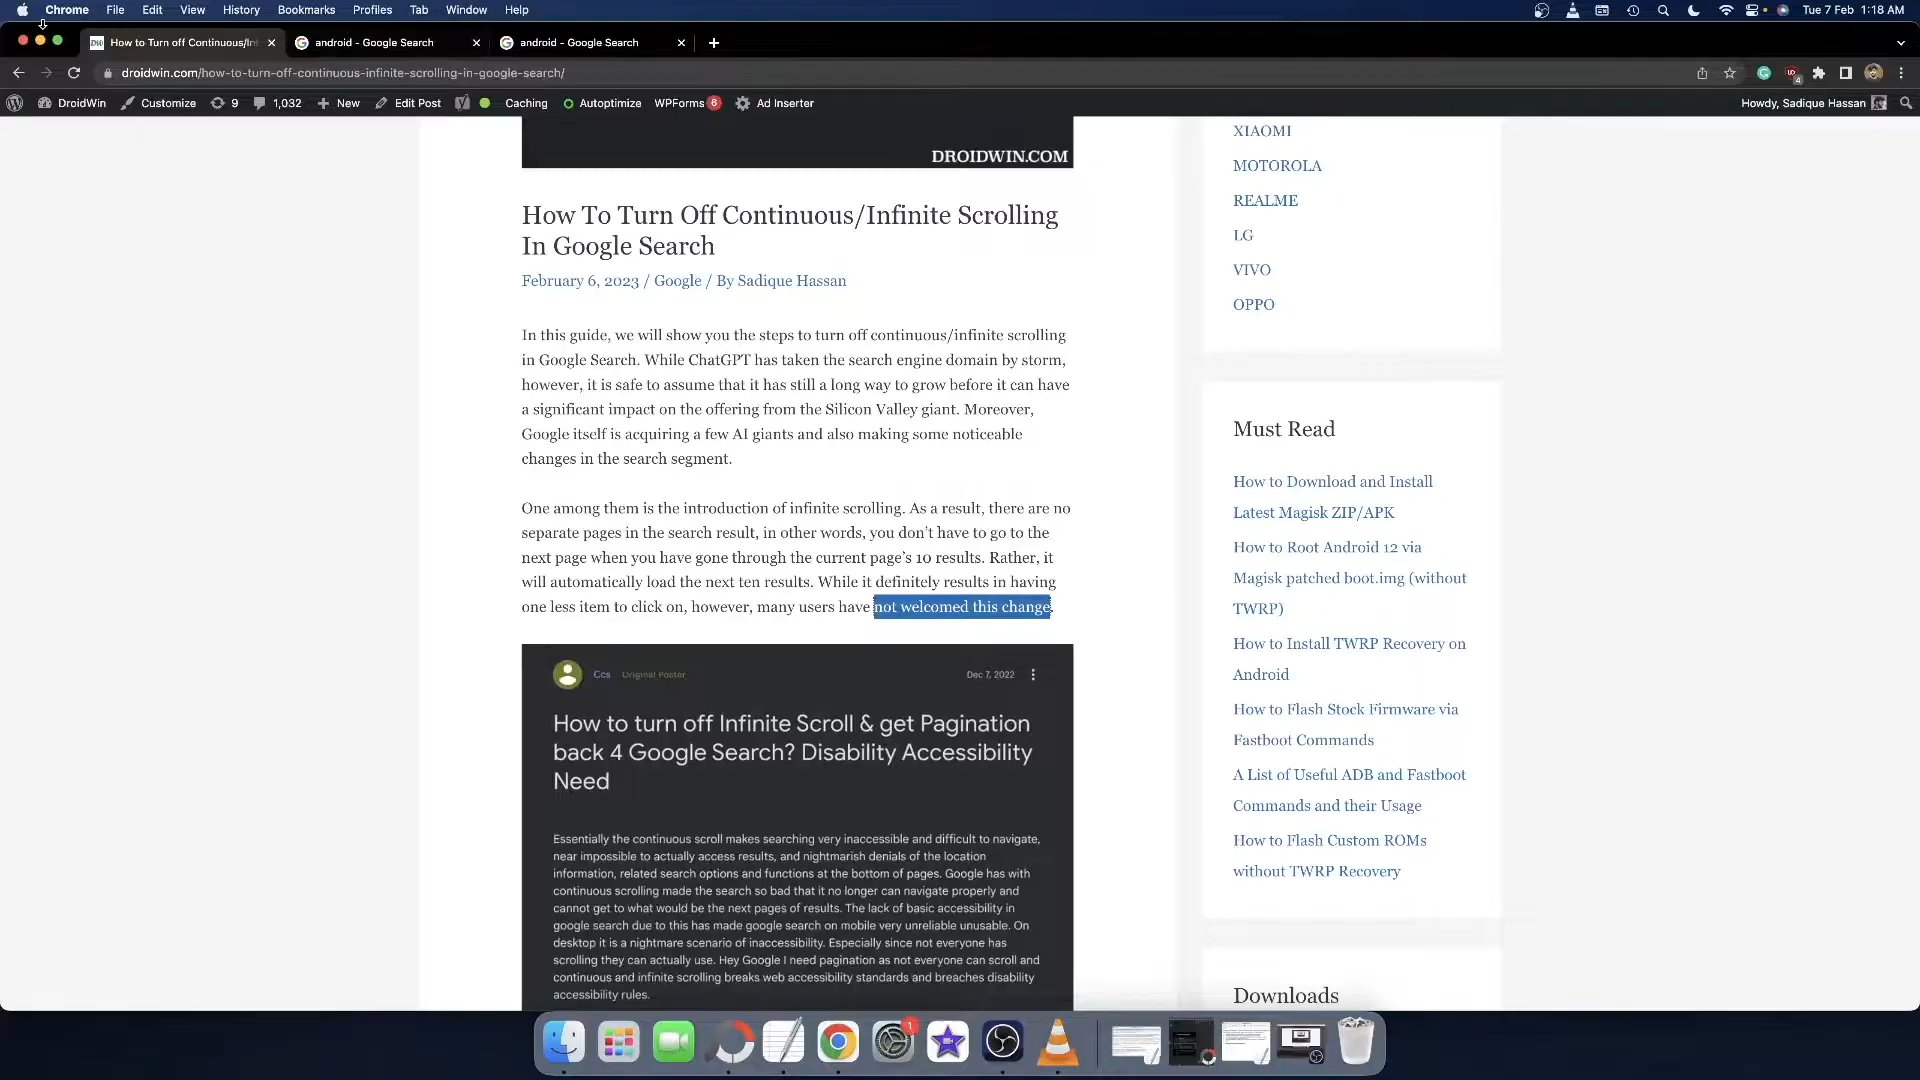 Chrome File Edit View History Bookmarks Profiles Tab Window Help Tue 7 Feb 1:18 AM
How to Turn off Continuous/In
android - Google Search
android - Google Search
droidwin.com/how-to-turn-off-continuous-infinite-scrolling-in-google-search/
4
DroidWin Customize 9 1,032 New Edit Post Caching Autoptimize WPForms 6 Ad Inserter Howdy, Sadique Hassan
DROIDWIN.COM
How To Turn Off Continuous/Infinite Scrolling
In Google Search
February 6, 2023 / Google / By Sadique Hassan
In this guide, we will show you the steps to turn off continuous/infinite scrolling
in Google Search. While ChatGPT has taken the search engine domain by storm,
however, it is safe to assume that it has still a long way to grow before it can have
a significant impact on the offering from the Silicon Valley giant. Moreover,
Google itself is acquiring a few AI giants and also making some noticeable
changes in the search segment.
One among them is the introduction of infinite scrolling. As a result, there are no
separate pages in the search result, in other words, you don't have to go to the
next page when you have gone through the current page's 10 results. Rather, it
will automatically load the next ten results. While it definitely results in having
one less item to click on, however, many users have not welcomed this change.
Ccs Original Poster Dec 7, 2022
How to turn off Infinite Scroll & get Pagination
back 4 Google Search? Disability Accessibility
Need
Essentially the continuous scroll makes searching very inaccessible and difficult to navigate,
near impossible to actually access results, and nightmarish denials of the location
information, related search options and functions at the bottom of pages. Google has with
continuous scrolling made the search so bad that it no longer can navigate properly and
cannot get to what would be the next pages of results. The lack of basic accessibility in
google search due to this has made google search on mobile very unreliable unusable. On
desktop it is a nightmare scenario of inaccessibility. Especially since not everyone has
scrolling they can actually use. Hey Google I need pagination as not everyone can scroll and
continuous and infinite scrolling breaks web accessibility standards and breaches disability
accessibility rules.
XIAOMI
MOTOROLA
REALME
LG
VIVO
OPPO
Must Read
How to Download and Install
Latest Magisk ZIP/APK
How to Root Android 12 via
Magisk patched boot.img (without
TWRP)
How to Install TWRP Recovery on
Android
How to Flash Stock Firmware via
Fastboot Commands
A List of Useful ADB and Fastboot
Commands and their Usage
How to Flash Custom ROMs
without TWRP Recovery
Downloads
1